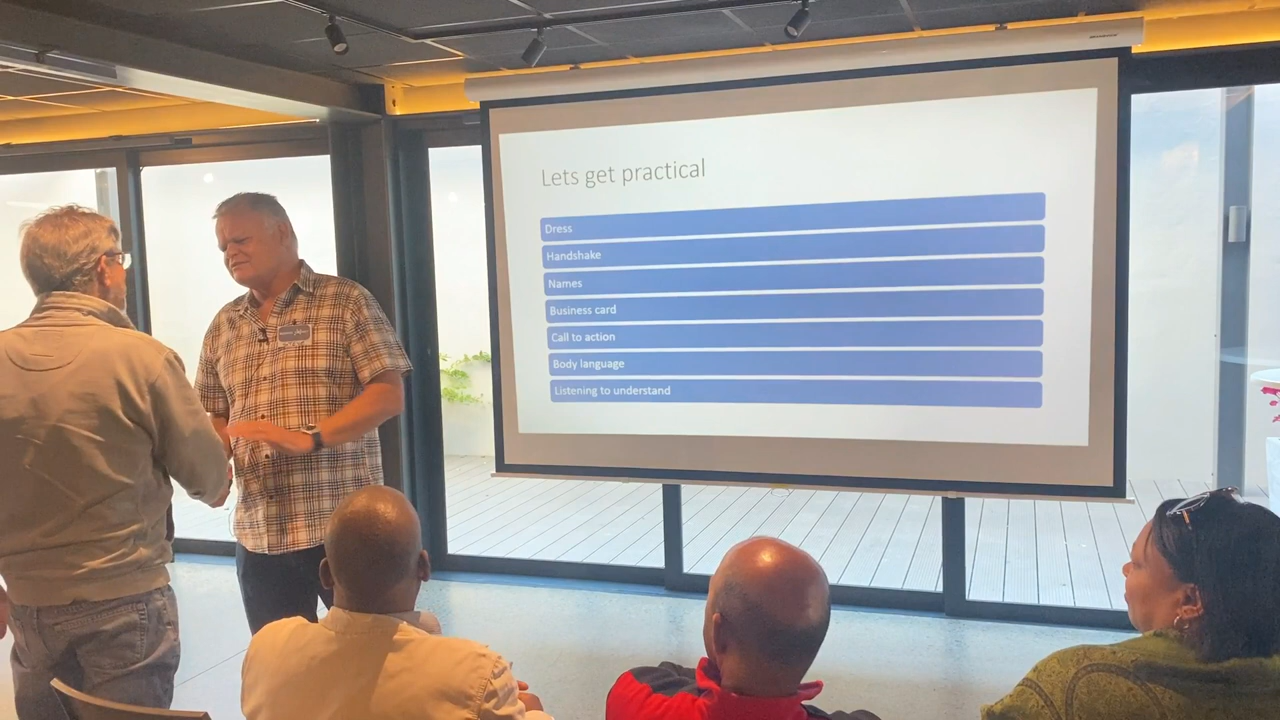 Lets get practical
Dress
Handshake
Names
Business card
Call to action
Body language
Listening to understand